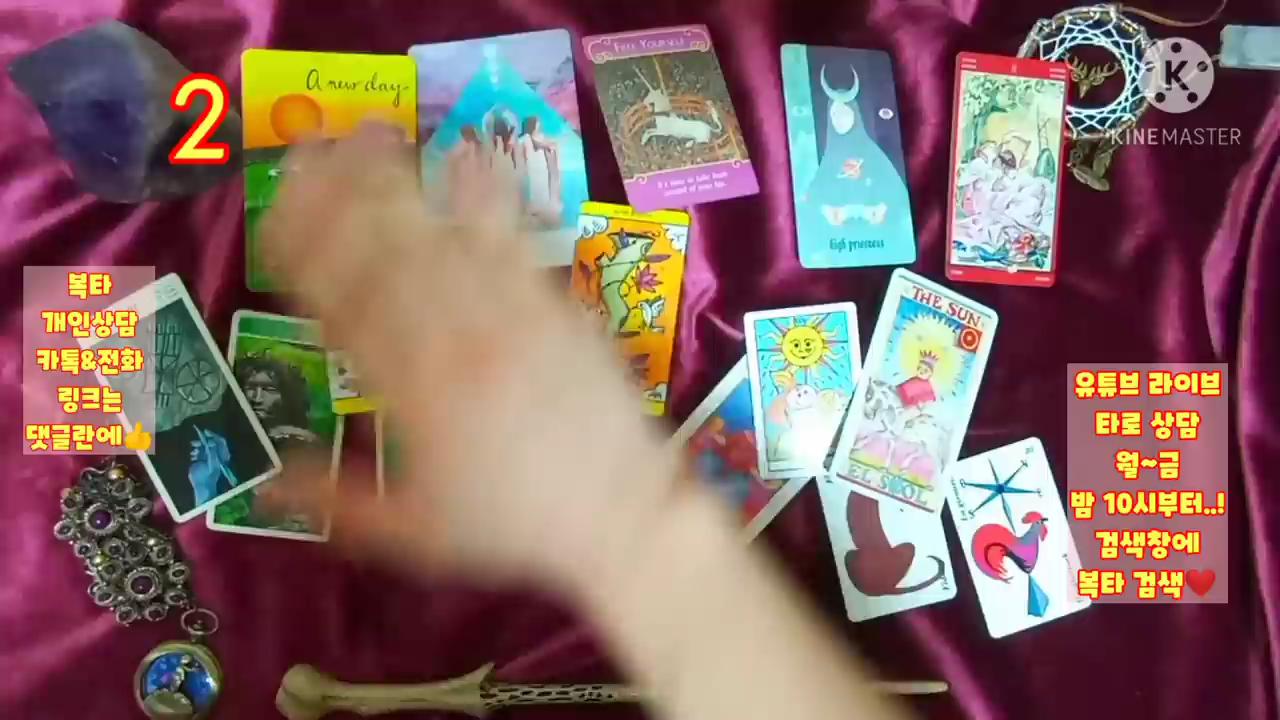 2
A new day
FREE YOURSELF
It's time to take back
control of your life.
high priestess
KINEMASTER
복타
개인상담
카톡&전화
링크는
댓글란에👍
THE SUN
EL SOL
유튜브 라이브
타로 상담
월~금
밤 10시부터..!
검색창에
복타 검색♥️